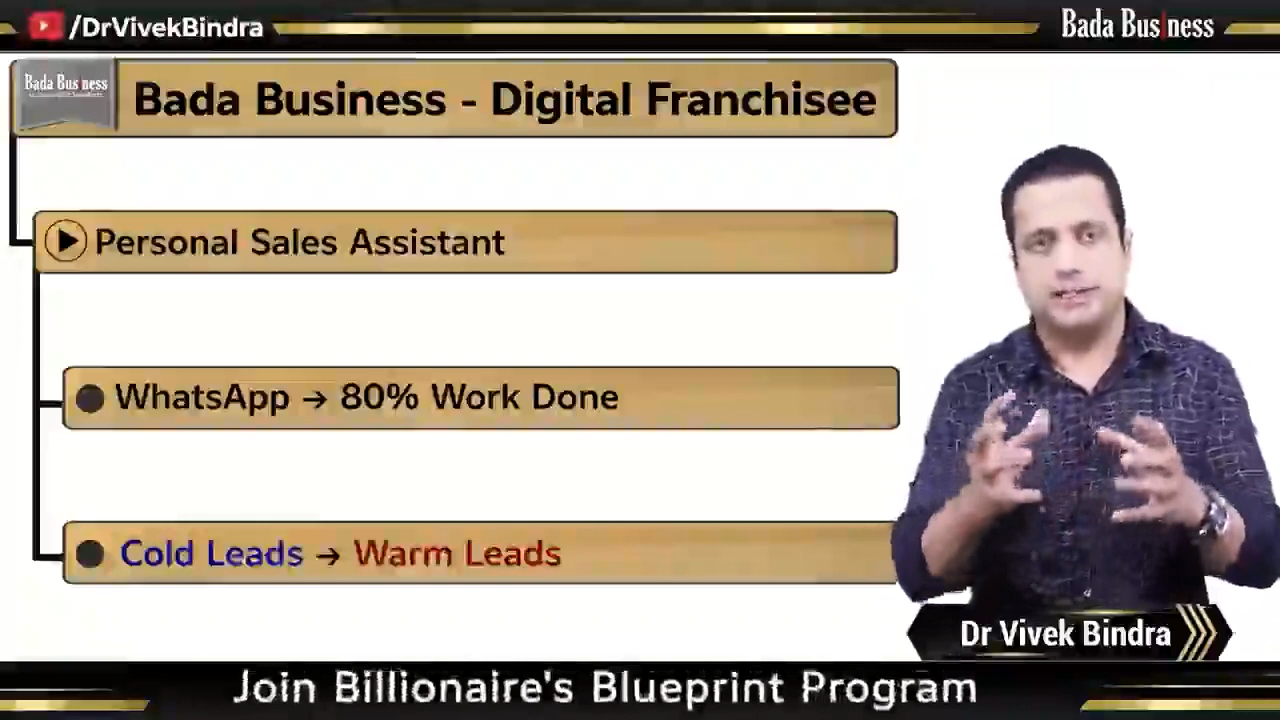 /DrVivekBindra
Bada Business
Bada Business
Bada Business - Digital Franchisee
Personal Sales Assistant
WhatsApp → 80% Work Done
Cold Leads → Warm Leads
Dr Vivek Bindra
Join Billionaire's Blueprint Program